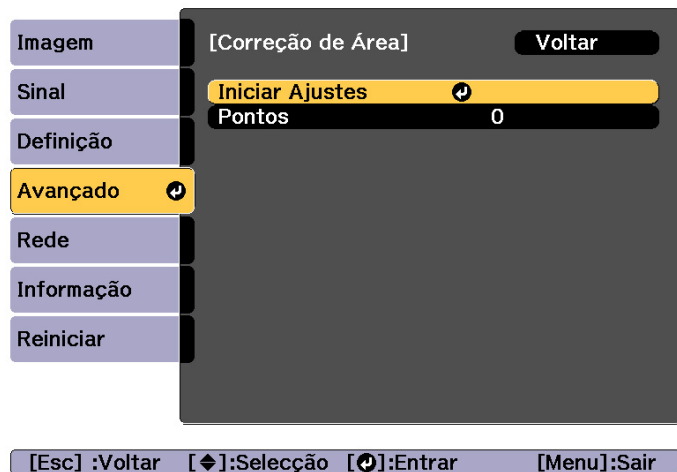 Imagem
Sinal
Definição
Avançado
Rede
Informação
Reiniciar
[Correção de Área] Voltar
Iniciar Ajustes
Pontos 0
[Esc] :Voltar [◆]:Selecção [↵]:Entrar [Menu]:Sair